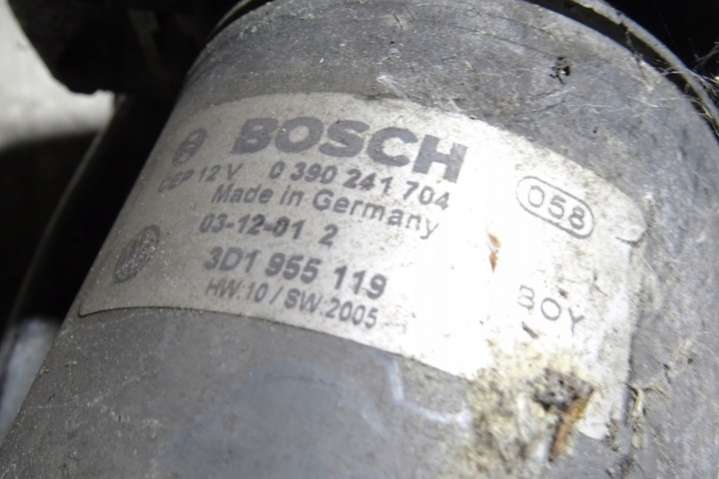 BOSCH
CEP 12 V 0 390 241 704
058
Made in Germany
03-12-01 2
3D1 955 119
HW:10 / SW:2005
BOY